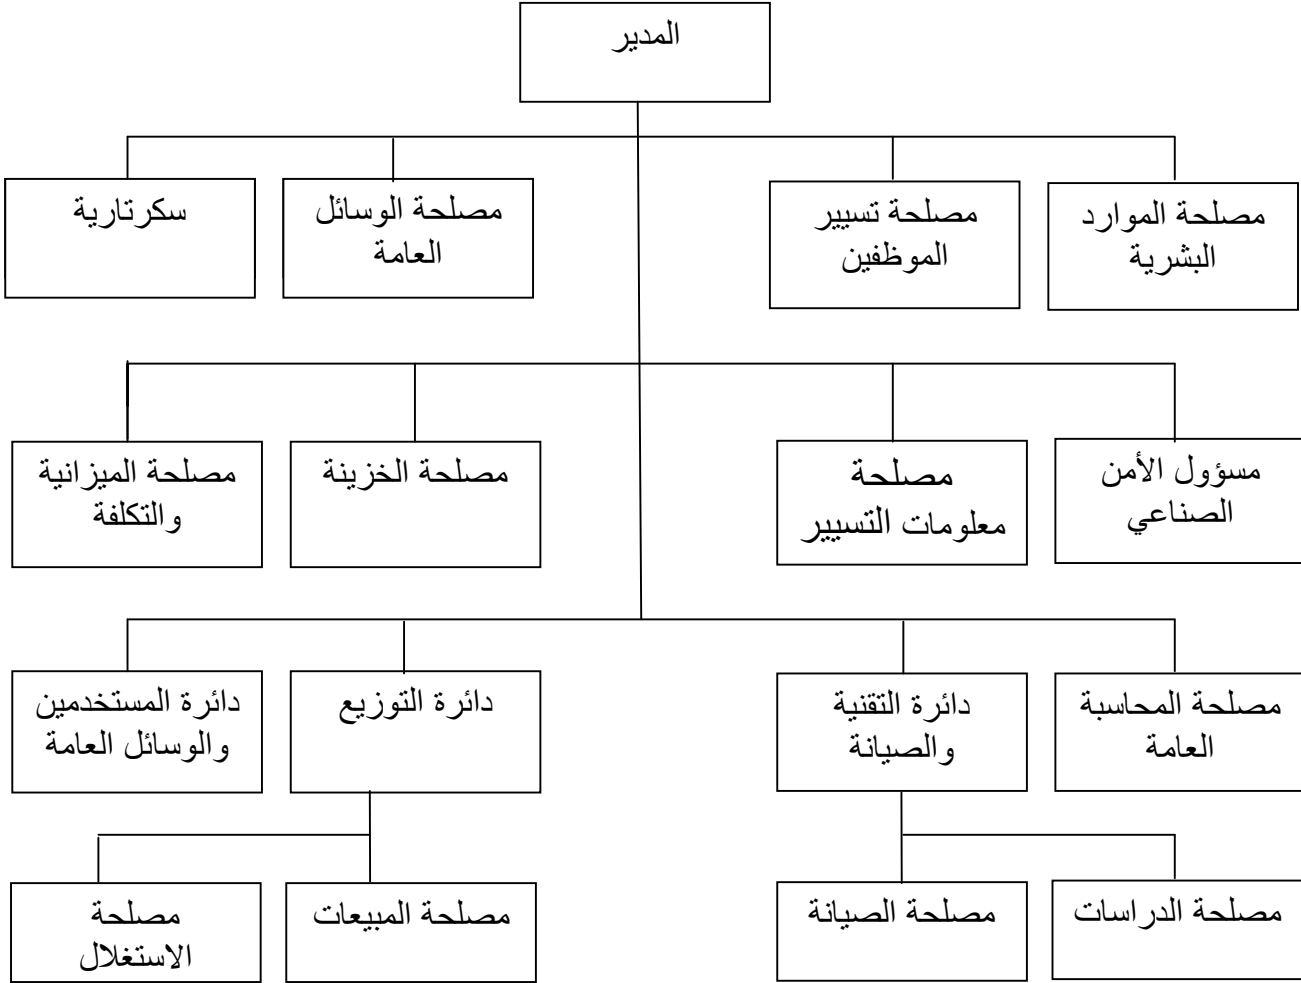 المدير
مصلحة الموارد
البشرية
مصلحة تسيير
الموظفين
مصلحة الوسائل
العامة
سكرتارية
مسؤول الأمن
الصناعي
مصلحة
معلومات التسيير
مصلحة الخزينة
مصلحة الميزانية
والتكلفة
مصلحة المحاسبة
العامة
دائرة التقنية
والصيانة
دائرة التوزيع
دائرة المستخدمين
والوسائل العامة
مصلحة الدراسات
مصلحة الصيانة
مصلحة المبيعات
مصلحة
الاستغلال